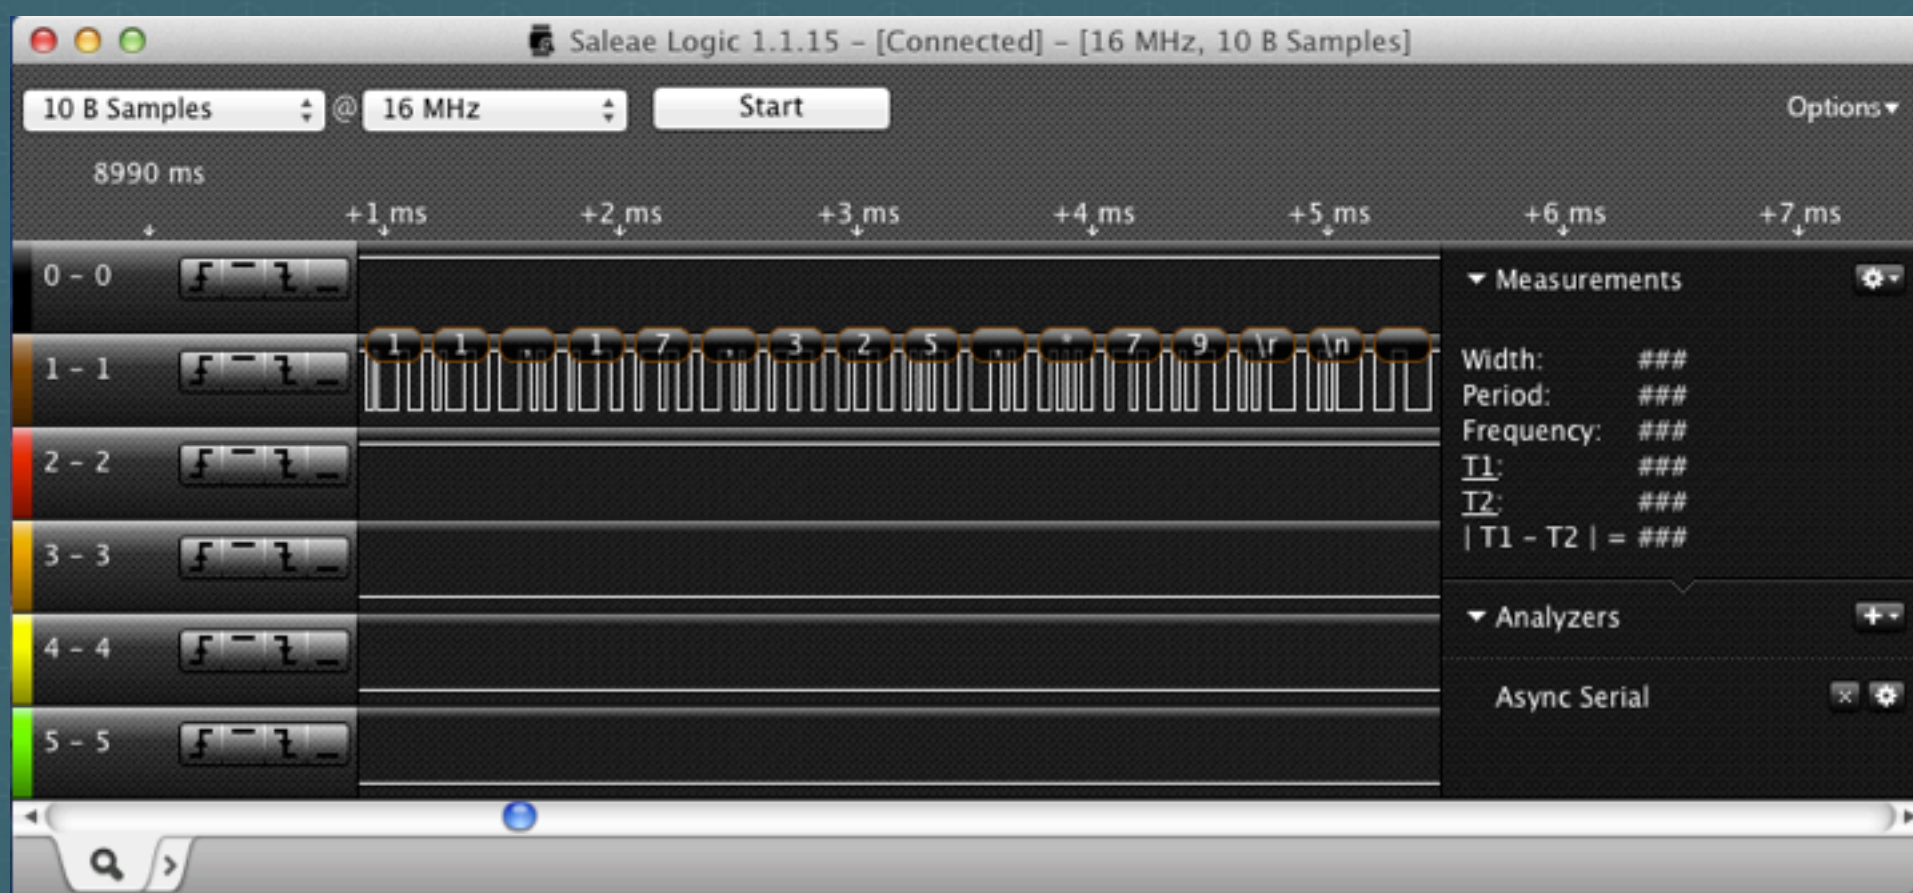 Saleae Logic 1.1.15 – [Connected] – [16 MHz, 10 B Samples]
10 B Samples @ 16 MHz Start Options
8990 ms
+1 ms +2 ms +3 ms +4 ms +5 ms +6 ms +7 ms
0 – 0
1 – 1
1 1 , 1 7 , 3 2 5 , * 7 9 \r \n
2 – 2
3 – 3
4 – 4
5 – 5
Measurements
Width: ###
Period: ###
Frequency: ###
T1: ###
T2: ###
| T1 – T2 | = ###
Analyzers
Async Serial